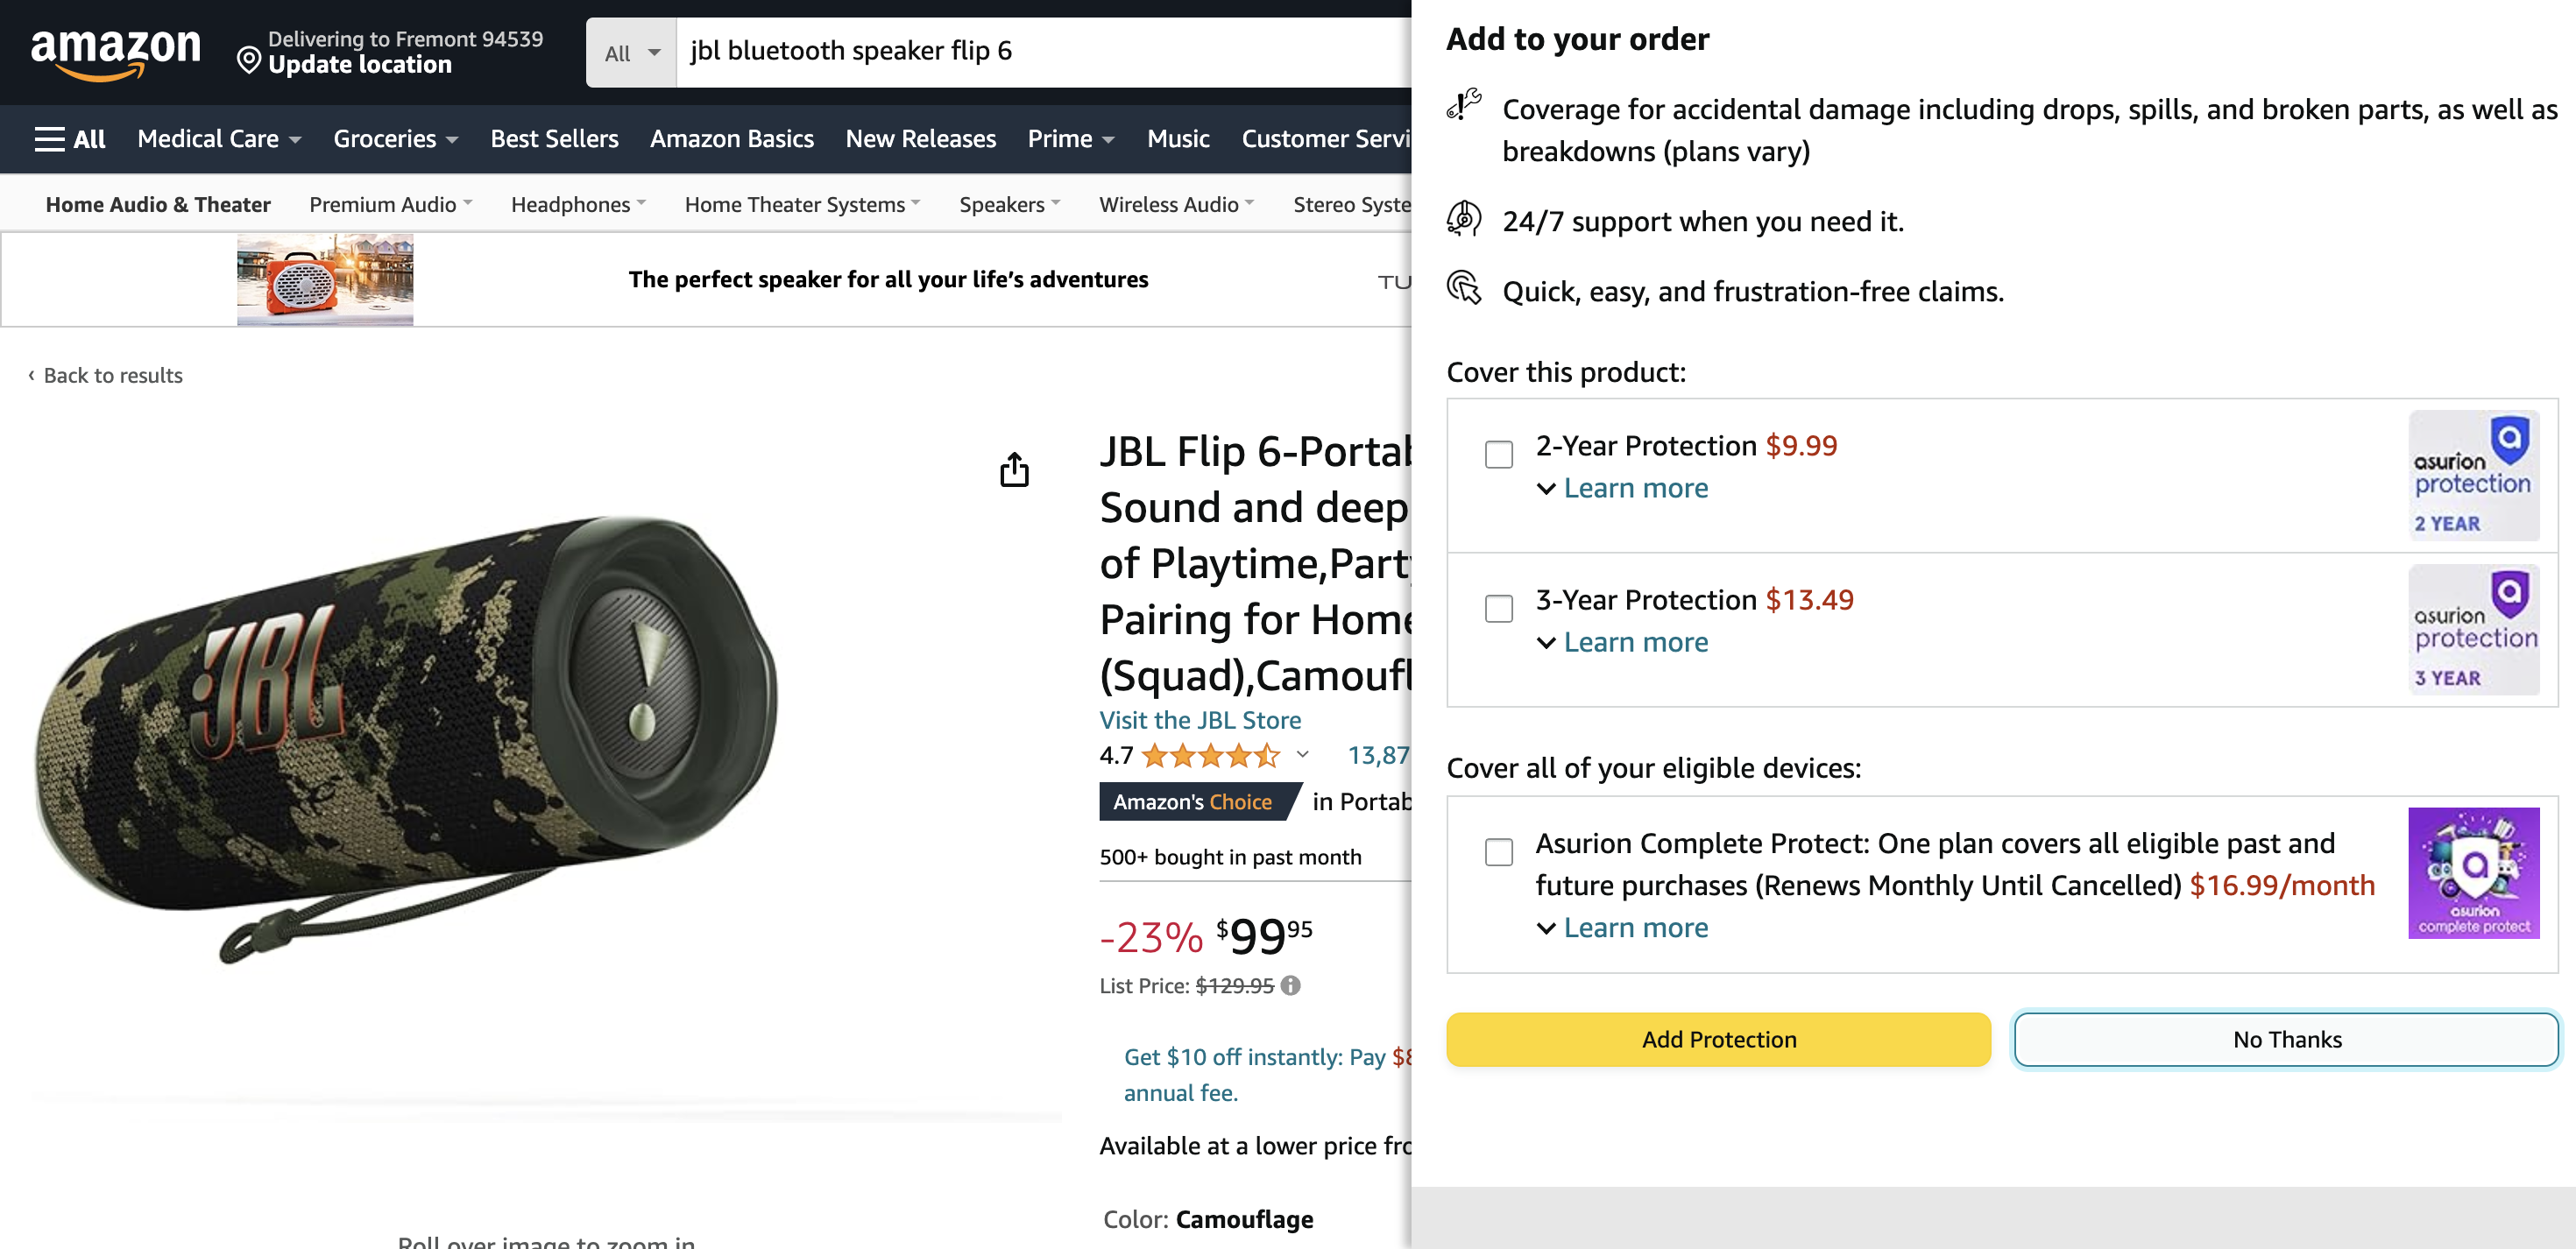 amazon
Delivering to Fremont 94539
Update location
All
jbl bluetooth speaker flip 6
All
Medical Care
Groceries
Best Sellers
Amazon Basics
New Releases
Prime
Music
Customer Servi
Home Audio & Theater
Premium Audio
Headphones
Home Theater Systems
Speakers
Wireless Audio
Stereo Syste
The perfect speaker for all your life’s adventures
TU
‹ Back to results
JBL
JBL Flip 6-Portab
Sound and deep
of Playtime,Party
Pairing for Home
(Squad),Camoufl
Visit the JBL Store
4.7
13,87
Amazon's Choice
in Portab
500+ bought in past month
-23% $99 95
List Price: $129.95
Get $10 off instantly: Pay $8
annual fee.
Available at a lower price fro
Color: Camouflage
Roll over image to zoom in
Add to your order
Coverage for accidental damage including drops, spills, and broken parts, as well as
breakdowns (plans vary)
24/7 support when you need it.
Quick, easy, and frustration-free claims.
Cover this product:
2-Year Protection $9.99
Learn more
asurion
protection
2 YEAR
3-Year Protection $13.49
Learn more
asurion
protection
3 YEAR
Cover all of your eligible devices:
Asurion Complete Protect: One plan covers all eligible past and
future purchases (Renews Monthly Until Cancelled) $16.99/month
Learn more
asurion
complete protect
Add Protection
No Thanks